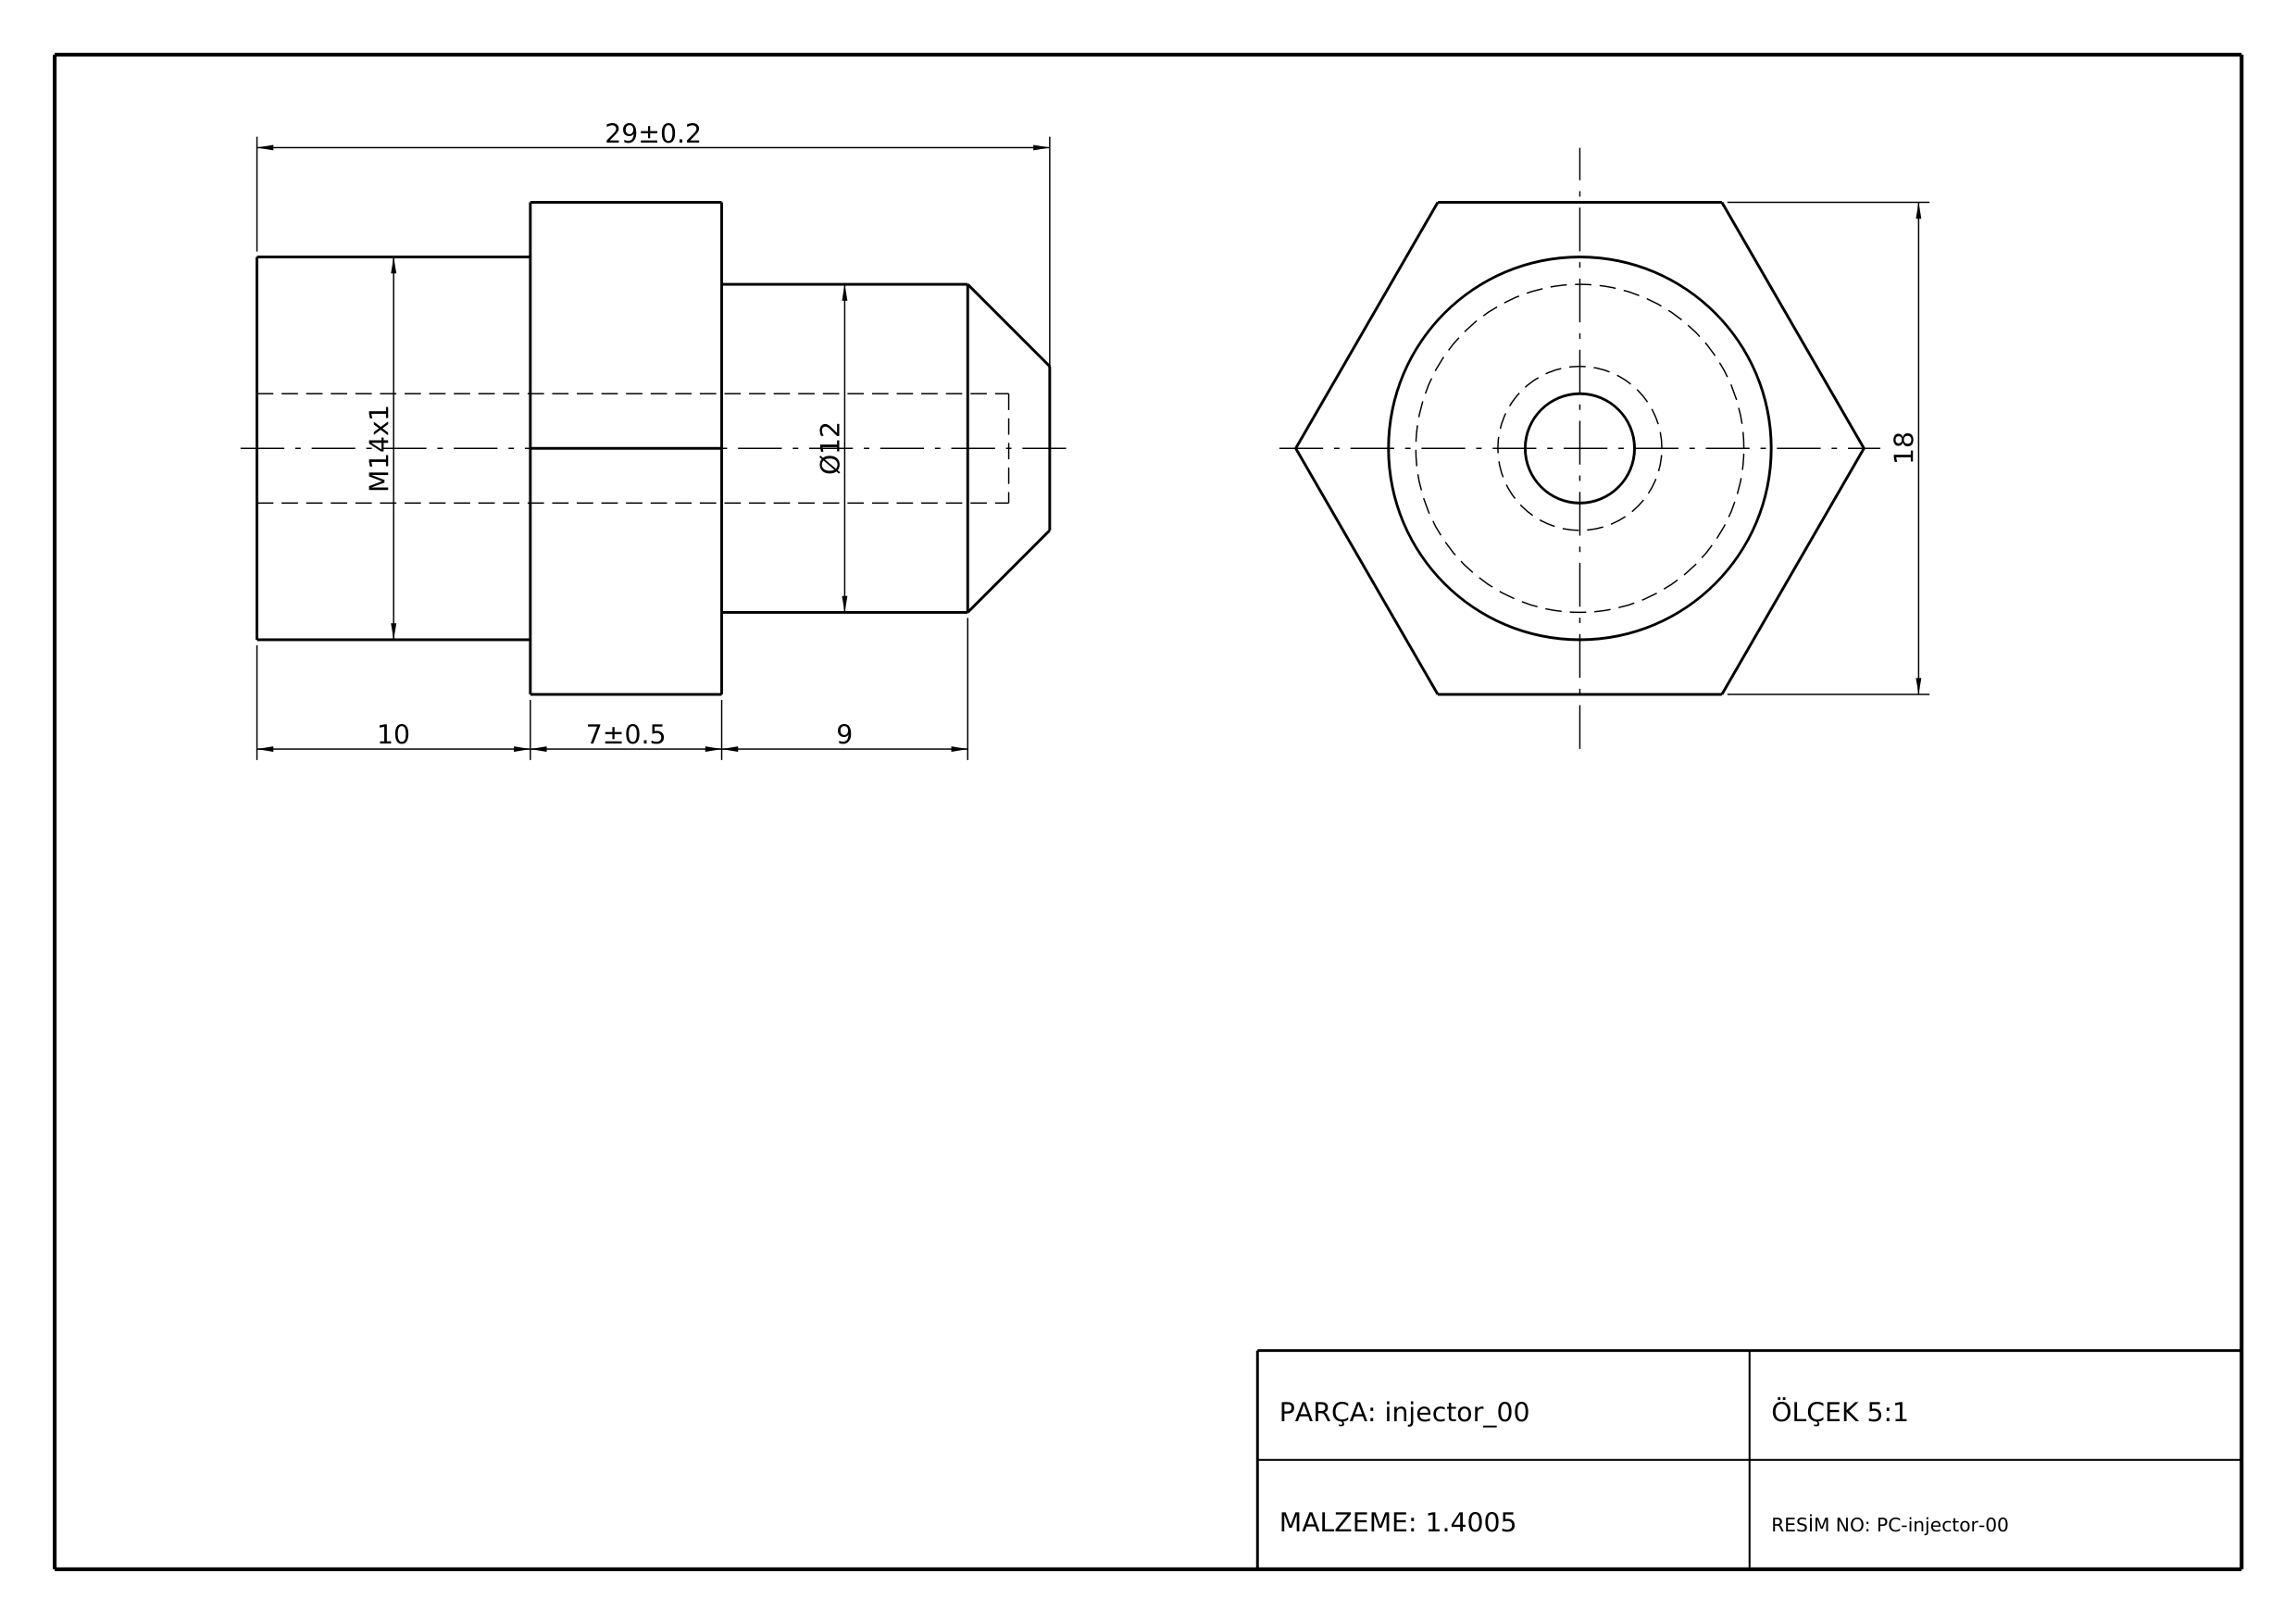 29±0.2
M14x1
Ø12
18
10
7±0.5
9
PARÇA: injector_00
ÖLÇEK 5:1
MALZEME: 1.4005
RESİM NO: PC-injector-00